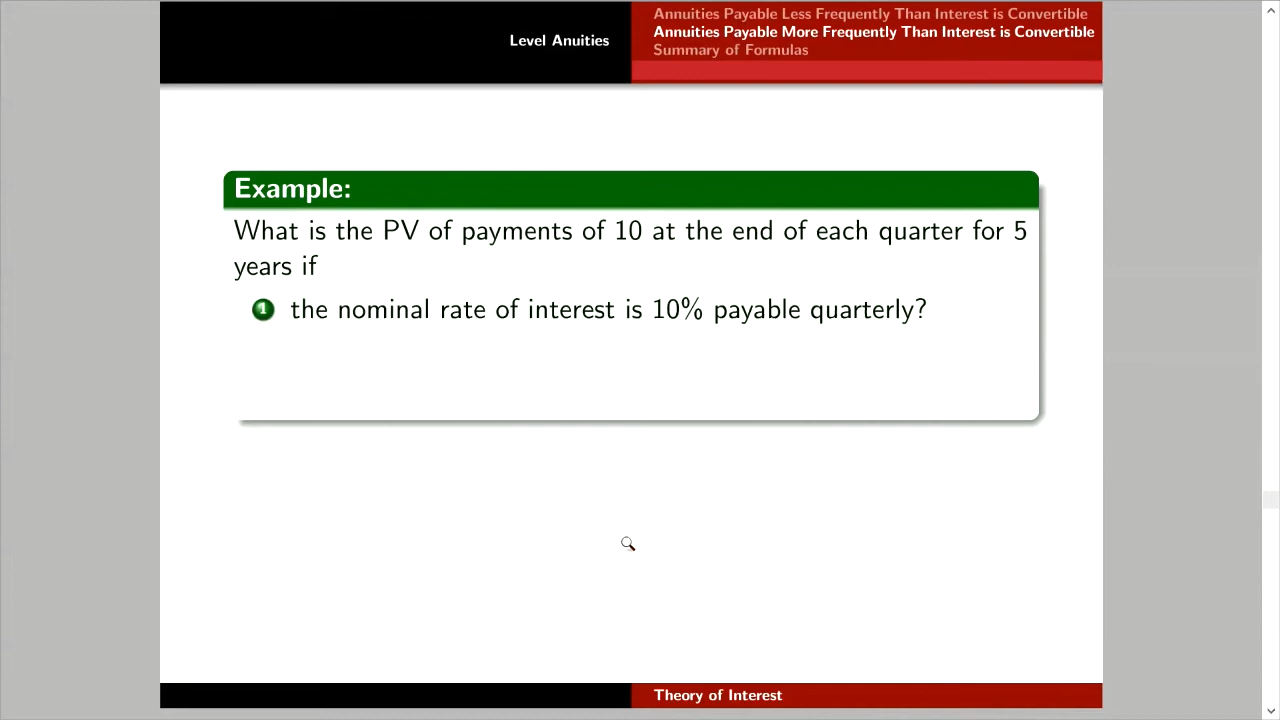 Level Anuities
Annuities Payable Less Frequently Than Interest is Convertible
Annuities Payable More Frequently Than Interest is Convertible
Summary of Formulas
Example:
What is the PV of payments of 10 at the end of each quarter for 5
years if
1 the nominal rate of interest is 10% payable quarterly?
Theory of Interest